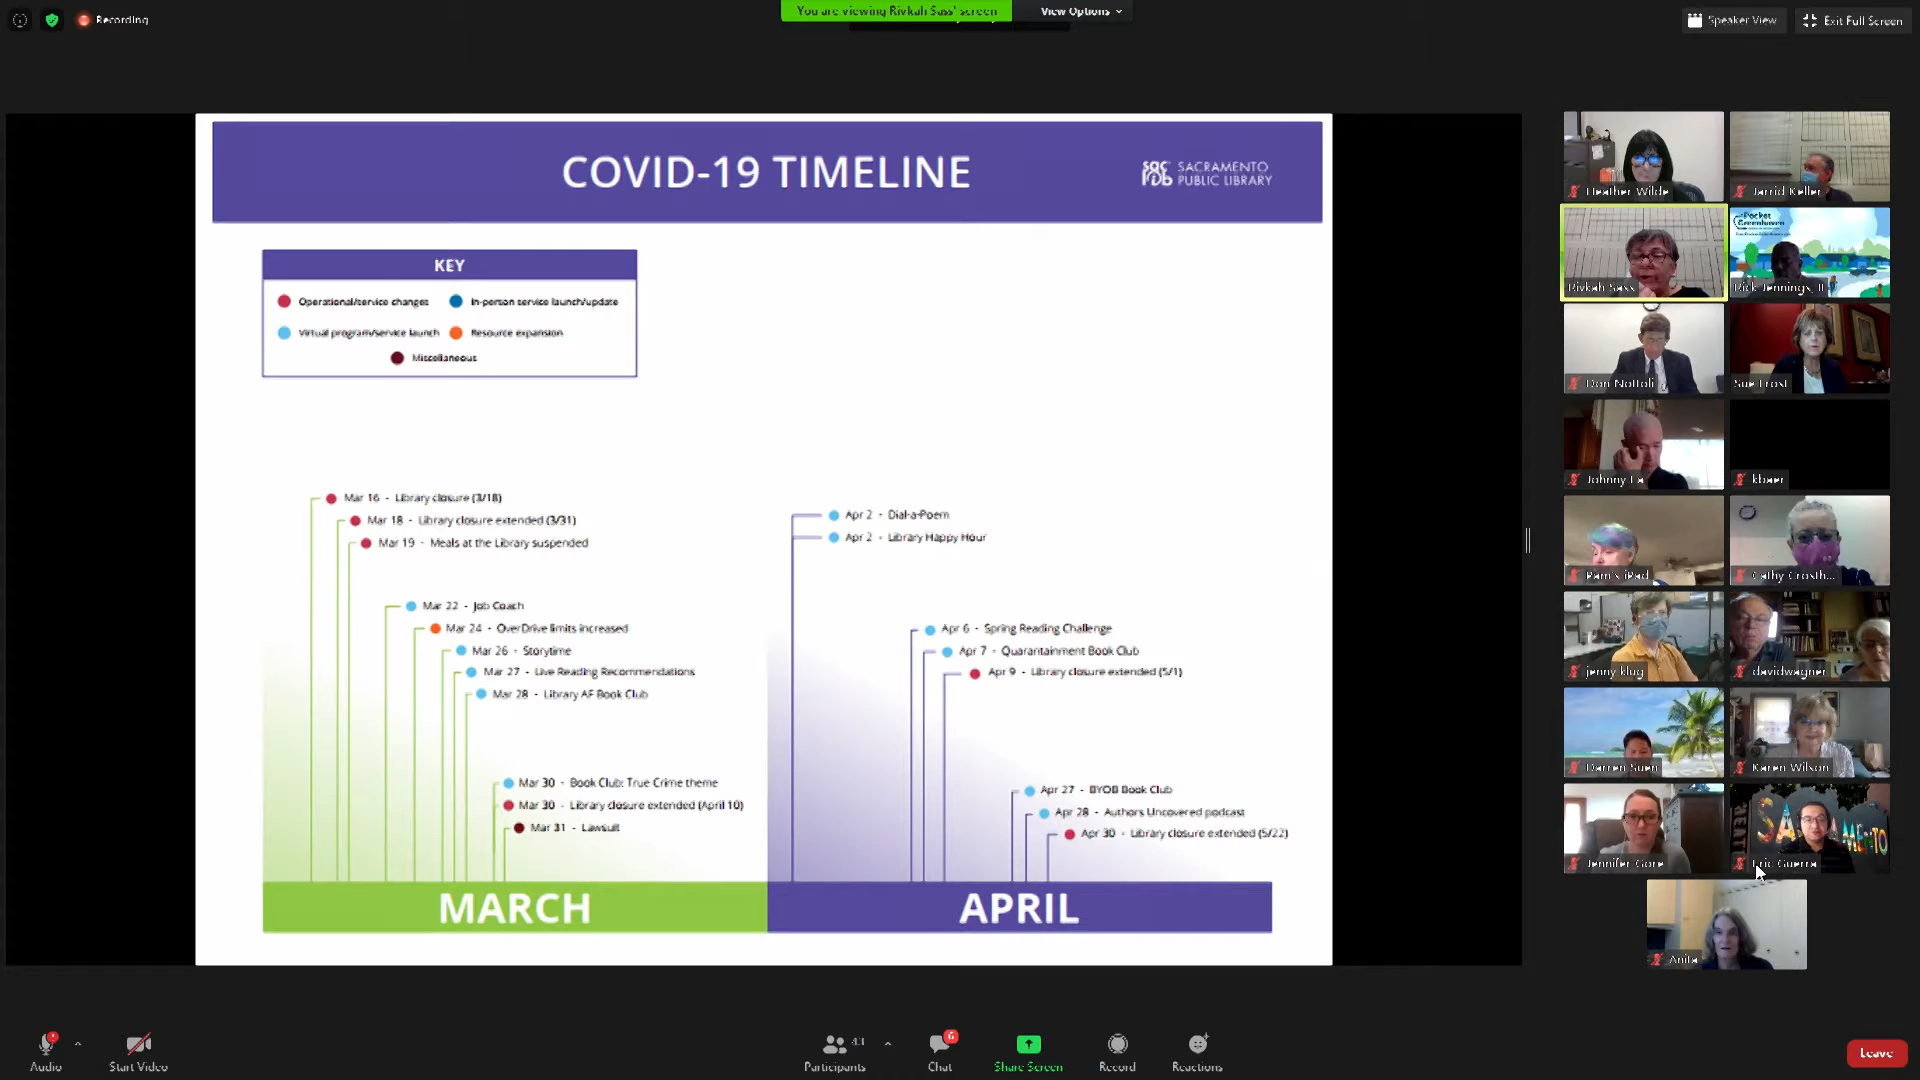 Recording
You are viewing Rivkah Sass' screen
View Options
Speaker View
Exit Full Screen
COVID-19 TIMELINE
sac pub
SACRAMENTO
PUBLIC LIBRARY
KEY
Operational/service changes
In-person service launch/update
Virtual program/service launch
Resource expansion
Miscellaneous
Mar 16 - Library closure (3/18)
Mar 18 - Library closure extended (3/31)
Mar 19 - Meals at the Library suspended
Mar 22 - Job Coach
Mar 24 - OverDrive limits increased
Mar 26 - Storytime
Mar 27 - Live Reading Recommendations
Mar 28 - Library AF Book Club
Mar 30 - Book Club: True Crime theme
Mar 30 - Library closure extended (April 10)
Mar 31 - Lawsuit
MARCH
Apr 2 - Dial-a-Poem
Apr 2 - Library Happy Hour
Apr 6 - Spring Reading Challenge
Apr 7 - Quarantainment Book Club
Apr 9 - Library closure extended (5/1)
Apr 27 - BYOB Book Club
Apr 28 - Authors Uncovered podcast
Apr 30 - Library closure extended (5/22)
APRIL
Heather Wilde
Jarrid Keller
Rivkah Sass
Pocket
Greenhaven
Rick Jennings, II
Don Nottoli
Sue Frost
Johnny La
kbaer
Pam's iPad
Cathy Crosth...
jenny klug
davidwagner
Darren Suen
Karen Wilson
Jennifer Gore
Eric Guerra
Anita
Audio
Start Video
Participants
43
Chat
6
Share Screen
Record
Reactions
Leave